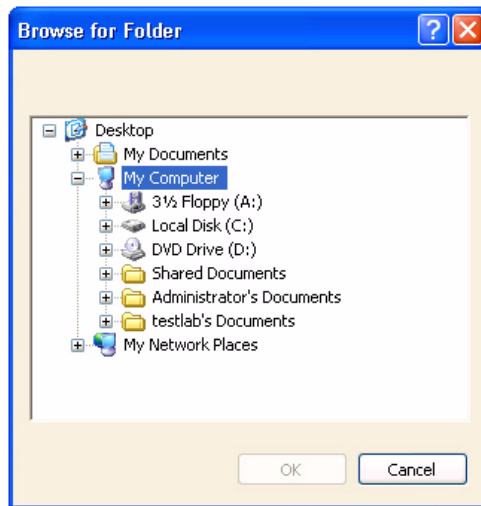 Browse for Folder
Desktop
My Documents
My Computer
3½ Floppy (A:)
Local Disk (C:)
DVD Drive (D:)
Shared Documents
Administrator's Documents
testlab's Documents
My Network Places
OK Cancel